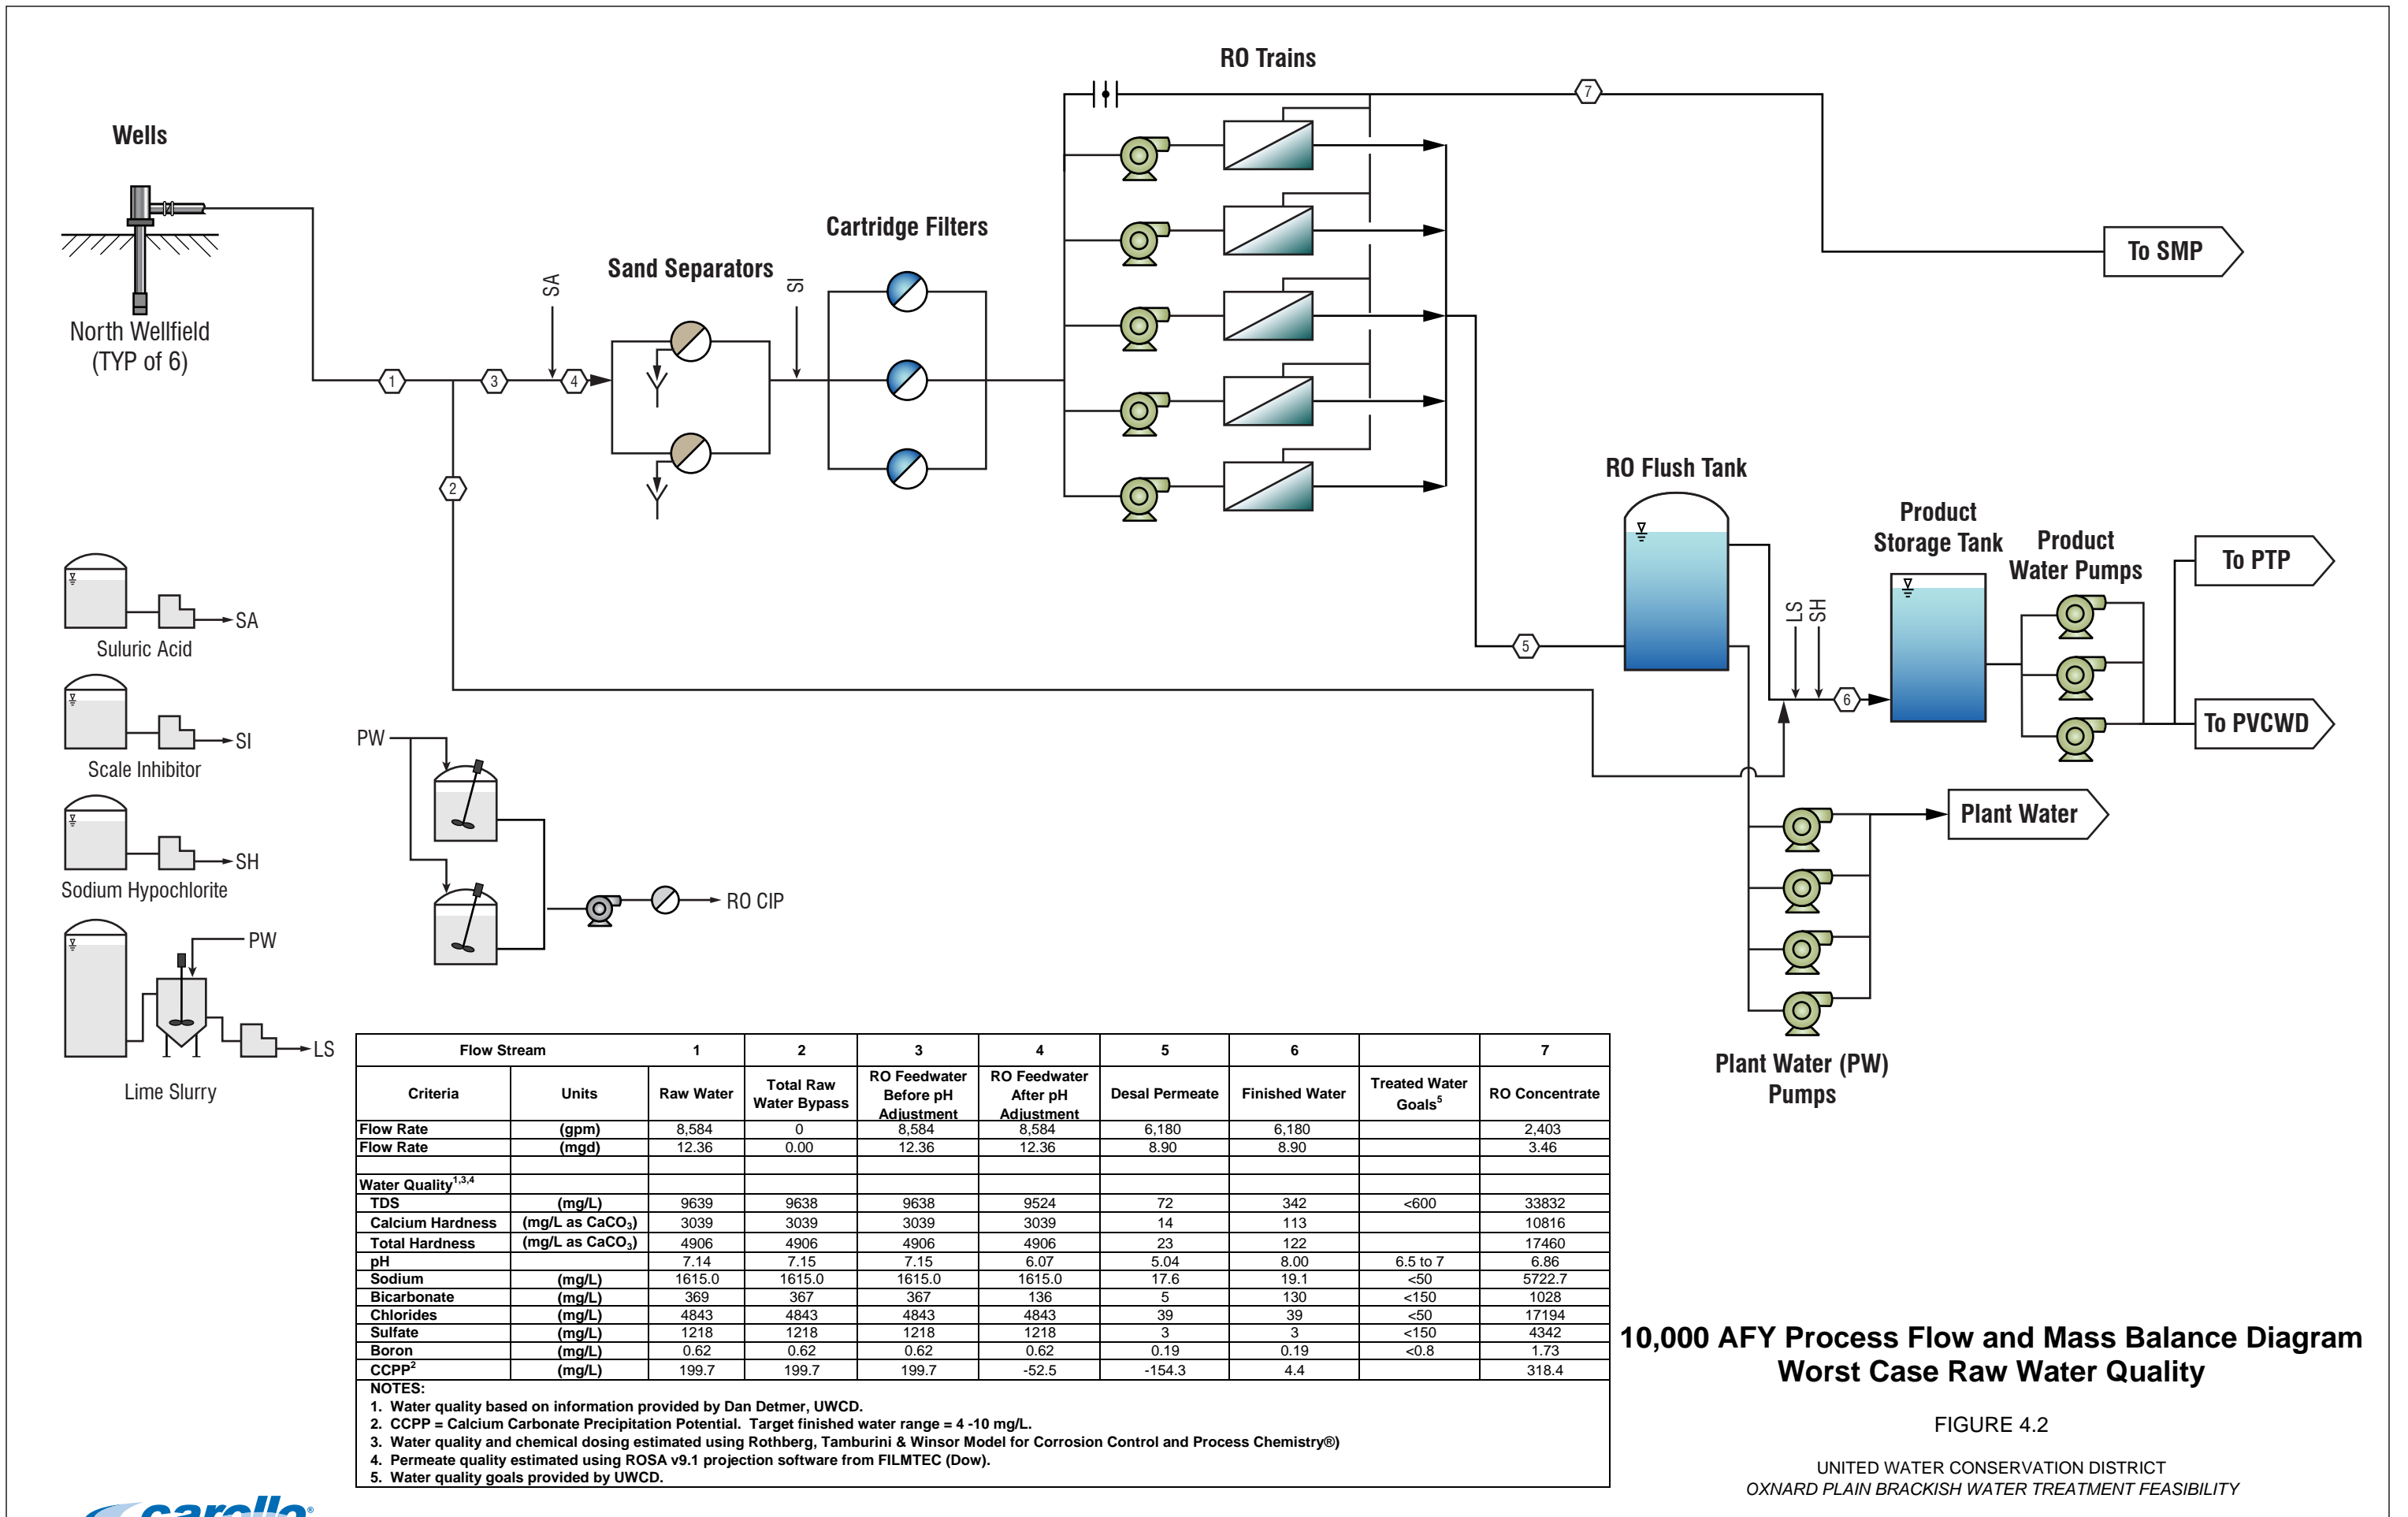 RO Trains
7
Wells
North Wellfield
(TYP of 6)
Sand Separators
Cartridge Filters
SA
SI
1
3
4
2
To SMP
RO Flush Tank
Product
Storage Tank
Product
Water Pumps
To PTP
To PVCWD
LS
SH
5
6
Plant Water
Plant Water (PW)
Pumps
SA
Suluric Acid
SI
Scale Inhibitor
SH
Sodium Hypochlorite
PW
LS
Lime Slurry
PW
RO CIP
Flow Stream 1 2 3 4 5 6 7
Criteria Units Raw Water Total Raw Water Bypass RO Feedwater Before pH Adjustment RO Feedwater After pH Adjustment Desal Permeate Finished Water Treated Water Goals5 RO Concentrate
Flow Rate (gpm) 8,584 0 8,584 8,584 6,180 6,180 2,403
Flow Rate (mgd) 12.36 0.00 12.36 12.36 8.90 8.90 3.46
Water Quality1,3,4
TDS (mg/L) 9639 9638 9638 9524 72 342 <600 33832
Calcium Hardness (mg/L as CaCO3) 3039 3039 3039 3039 14 113 10816
Total Hardness (mg/L as CaCO3) 4906 4906 4906 4906 23 122 17460
pH 7.14 7.15 7.15 6.07 5.04 8.00 6.5 to 7 6.86
Sodium (mg/L) 1615.0 1615.0 1615.0 1615.0 17.6 19.1 <50 5722.7
Bicarbonate (mg/L) 369 367 367 136 5 130 <150 1028
Chlorides (mg/L) 4843 4843 4843 4843 39 39 <50 17194
Sulfate (mg/L) 1218 1218 1218 1218 3 3 <150 4342
Boron (mg/L) 0.62 0.62 0.62 0.62 0.19 0.19 <0.8 1.73
CCPP2 (mg/L) 199.7 199.7 199.7 -52.5 -154.3 4.4 318.4
NOTES:
1. Water quality based on information provided by Dan Detmer, UWCD.
2. CCPP = Calcium Carbonate Precipitation Potential. Target finished water range = 4 -10 mg/L.
3. Water quality and chemical dosing estimated using Rothberg, Tamburini & Winsor Model for Corrosion Control and Process Chemistry®)
4. Permeate quality estimated using ROSA v9.1 projection software from FILMTEC (Dow).
5. Water quality goals provided by UWCD.
10,000 AFY Process Flow and Mass Balance Diagram
Worst Case Raw Water Quality
FIGURE 4.2
UNITED WATER CONSERVATION DISTRICT
OXNARD PLAIN BRACKISH WATER TREATMENT FEASIBILITY
carollo®